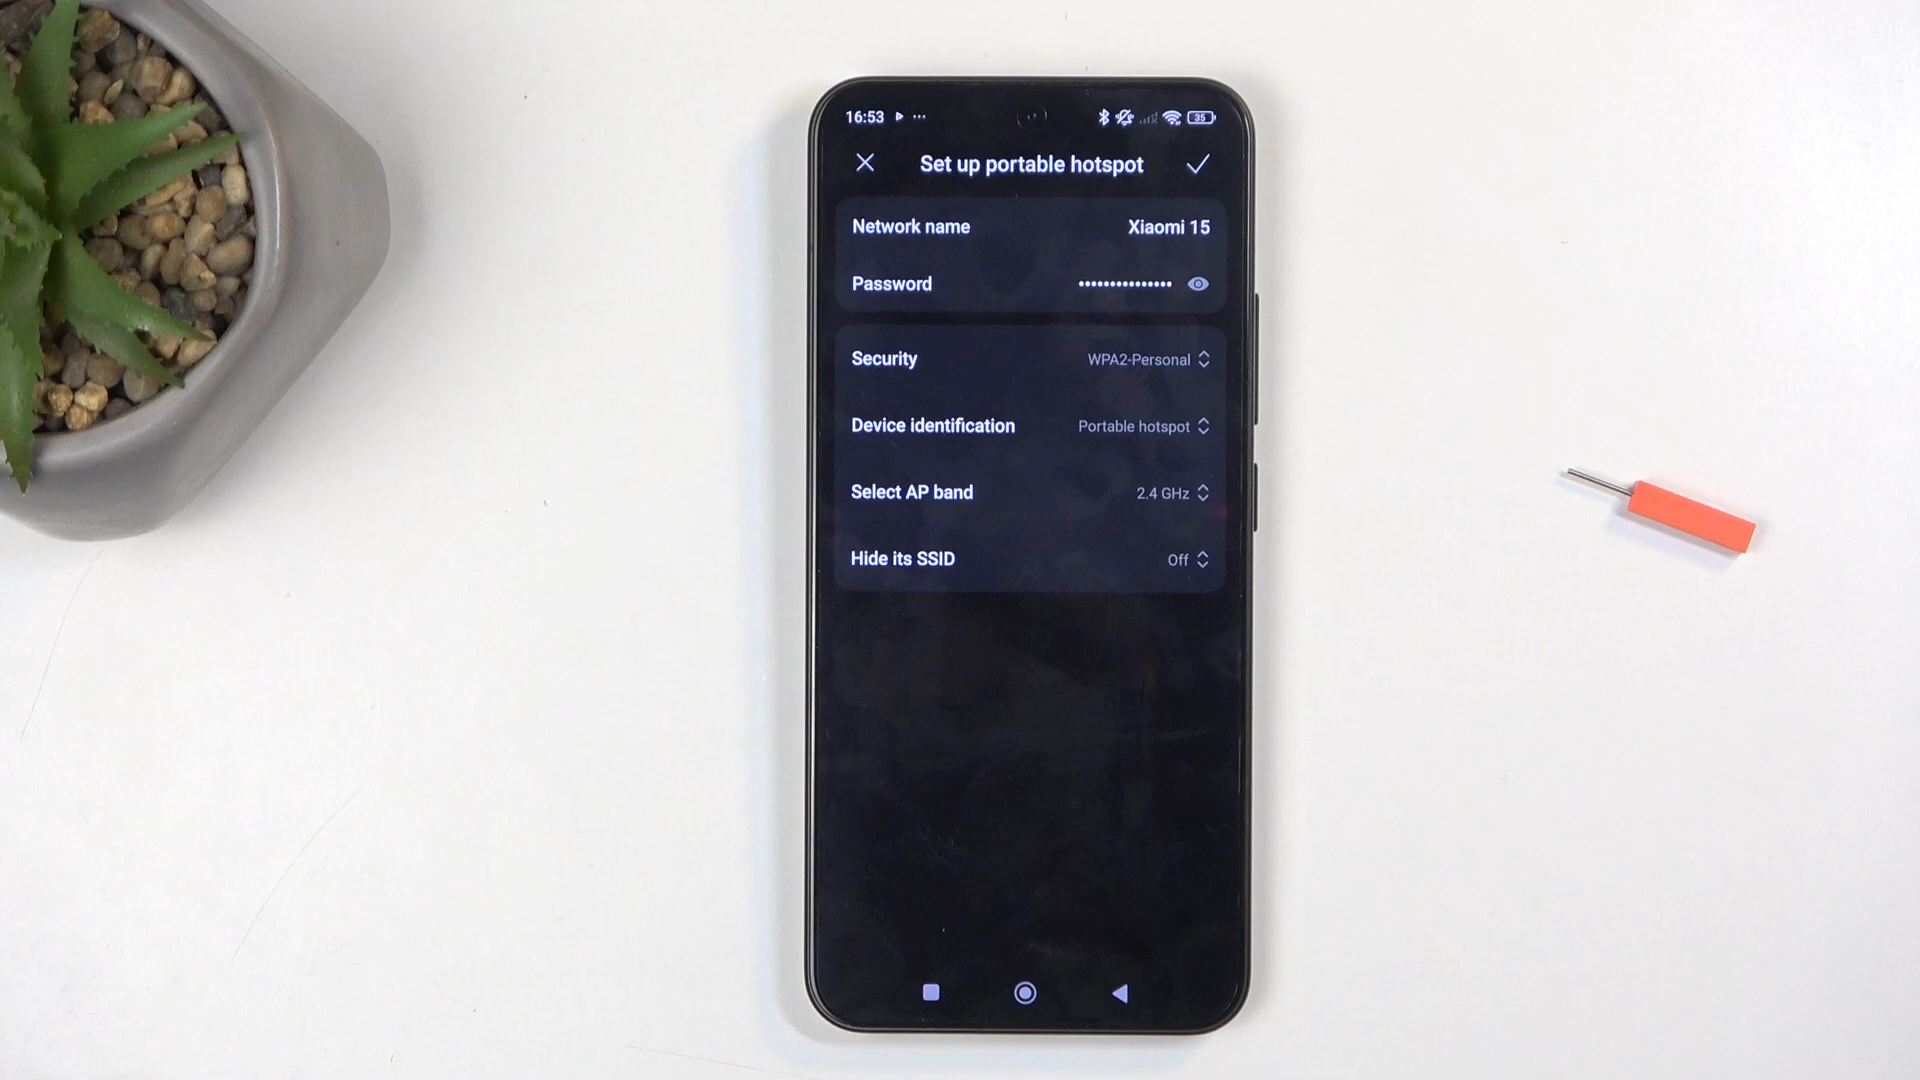 16:53 35
Set up portable hotspot
Network name Xiaomi 15
Password •••••••••••••••
Security WPA2-Personal
Device identification Portable hotspot
Select AP band 2.4 GHz
Hide its SSID Off